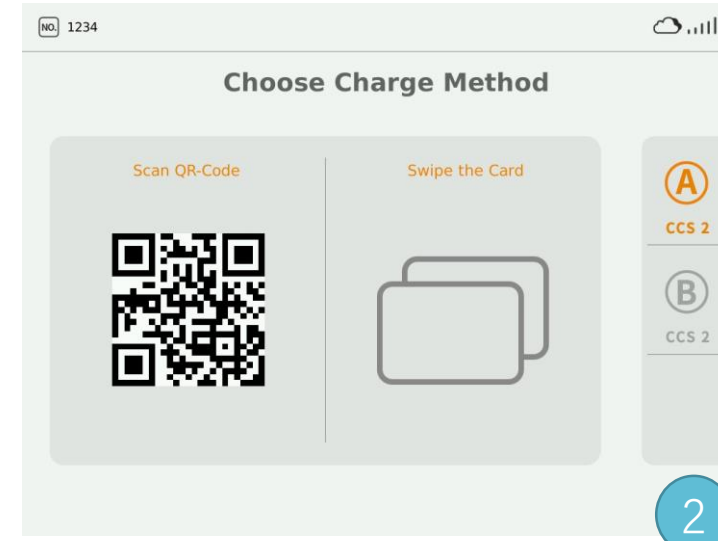 NO. 1234
Choose Charge Method
Scan QR-Code
Swipe the Card
A
CCS 2
B
CCS 2
2